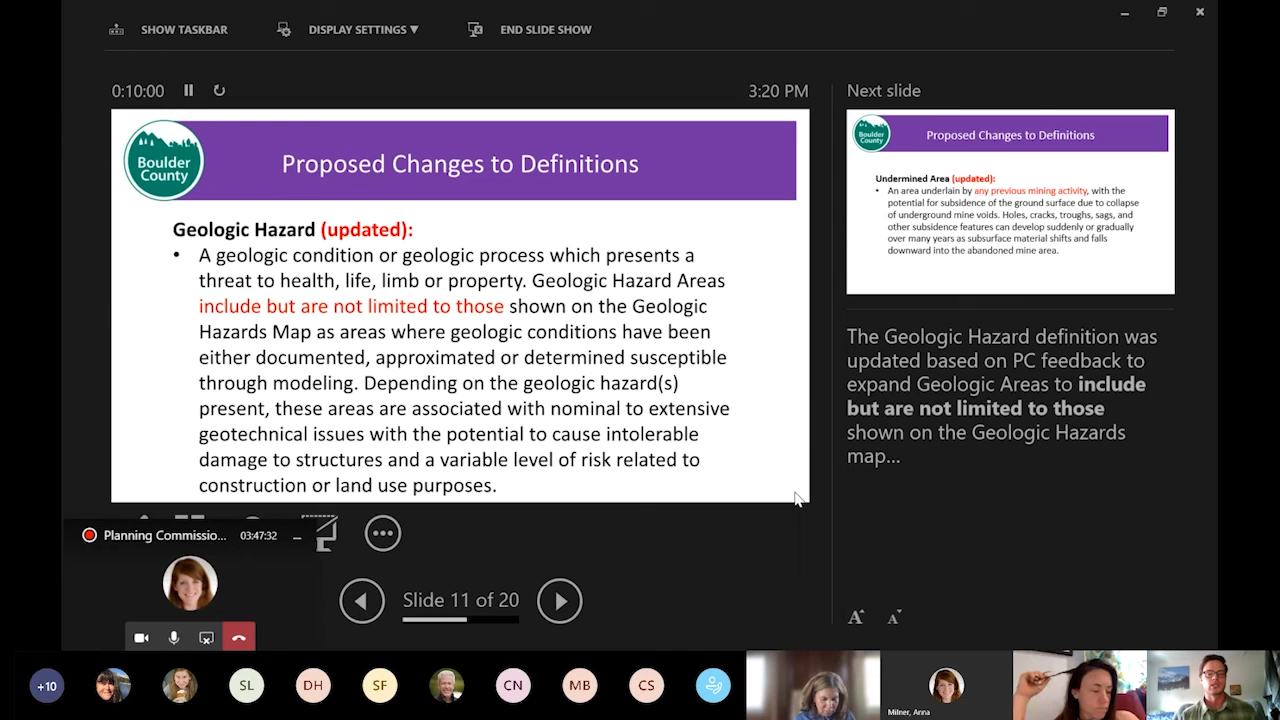 SHOW TASKBAR
DISPLAY SETTINGS ▼
END SLIDE SHOW
0:10:00
3:20 PM
Boulder
County
Proposed Changes to Definitions
Geologic Hazard (updated):
• A geologic condition or geologic process which presents a
threat to health, life, limb or property. Geologic Hazard Areas
include but are not limited to those shown on the Geologic
Hazards Map as areas where geologic conditions have been
either documented, approximated or determined susceptible
through modeling. Depending on the geologic hazard(s)
present, these areas are associated with nominal to extensive
geotechnical issues with the potential to cause intolerable
damage to structures and a variable level of risk related to
construction or land use purposes.
Next slide
Boulder
County
Proposed Changes to Definitions
Undermined Area (updated):
• An area underlain by any previous mining activity, with the
potential for subsidence of the ground surface due to collapse
of underground mine voids. Holes, cracks, troughs, sags, and
other subsidence features can develop suddenly or gradually
over many years as subsurface material shifts and falls
downward into the abandoned mine area.
The Geologic Hazard definition was
updated based on PC feedback to
expand Geologic Areas to include
but are not limited to those
shown on the Geologic Hazards
map...
Planning Commissio... 03:47:32
Slide 11 of 20
A A
+10
SL
DH
SF
CN
MB
CS
Milner, Anna